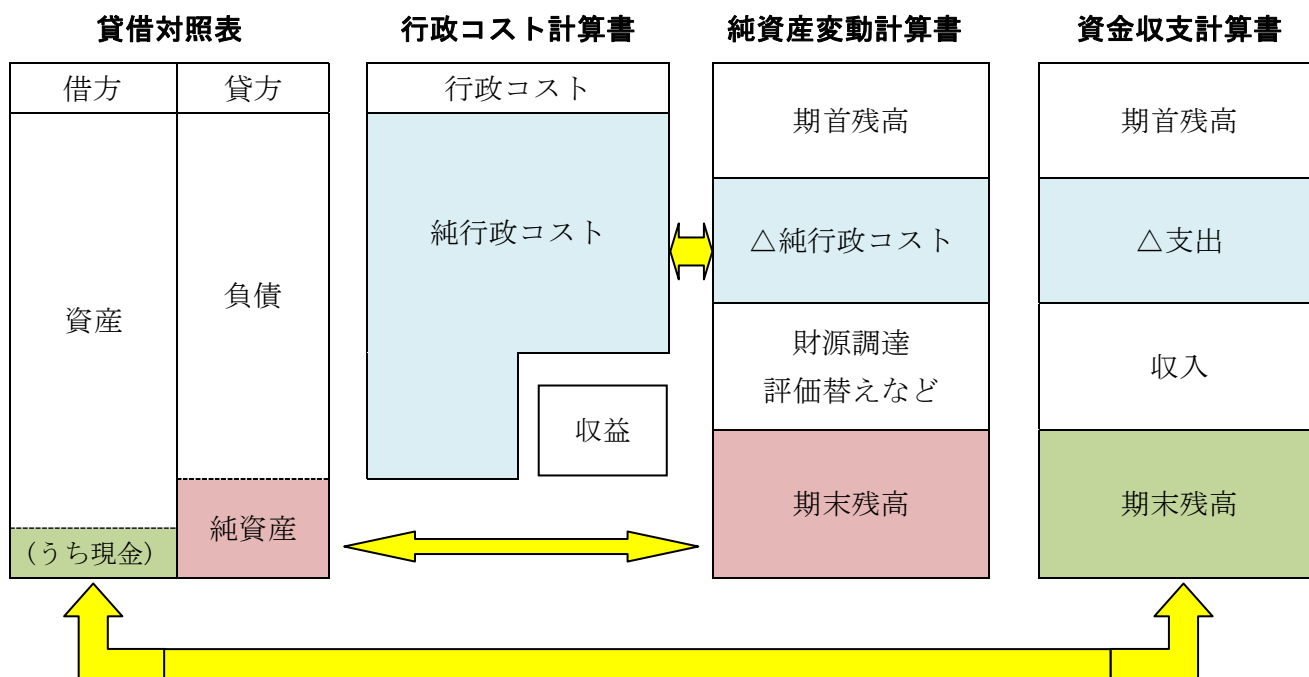 貸借対照表
行政コスト計算書
純資産変動計算書
資金収支計算書
借方
貸方
資産
負債
(うち現金)
純資産
行政コスト
純行政コスト
収益
期首残高
△純行政コスト
財源調達
評価替えなど
期末残高
期首残高
△支出
収入
期末残高